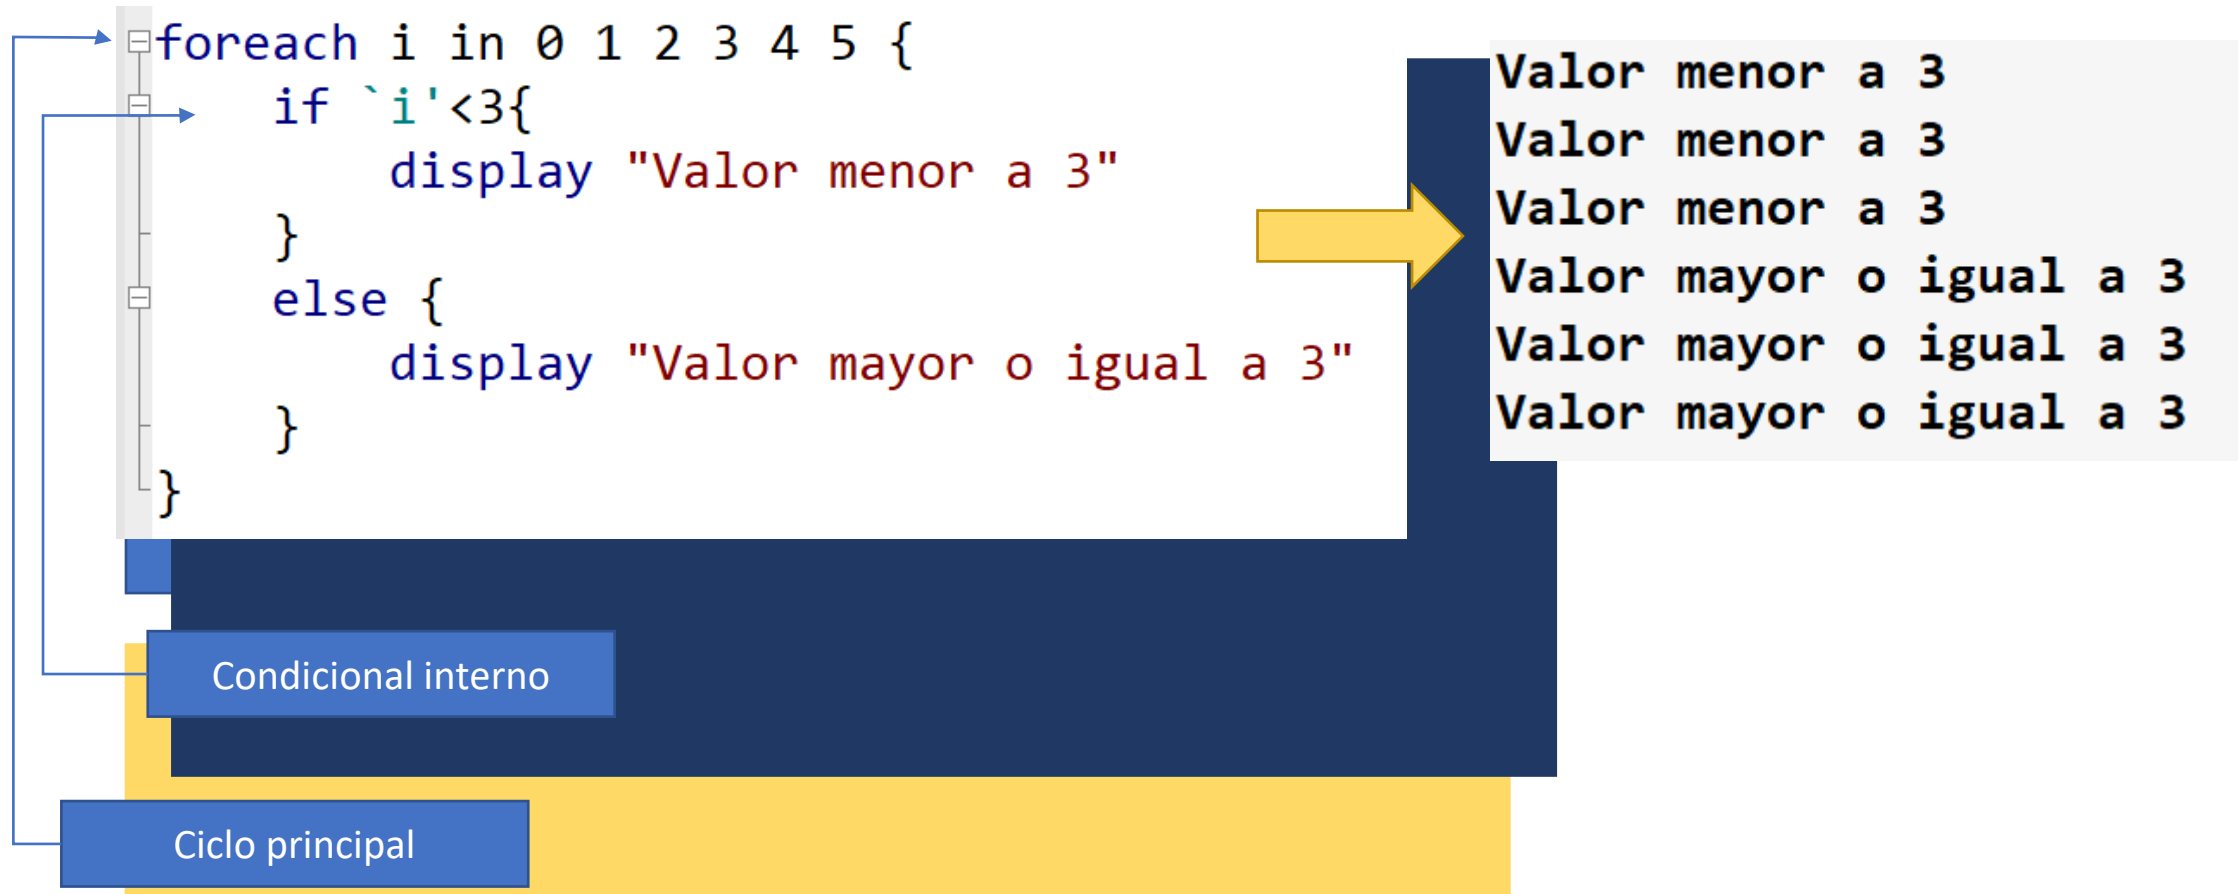 foreach i in 0 1 2 3 4 5 {
if `i'<3{
display "Valor menor a 3"
}
else {
display "Valor mayor o igual a 3"
}
}
Valor menor a 3
Valor menor a 3
Valor menor a 3
Valor mayor o igual a 3
Valor mayor o igual a 3
Valor mayor o igual a 3
Condicional interno
Ciclo principal